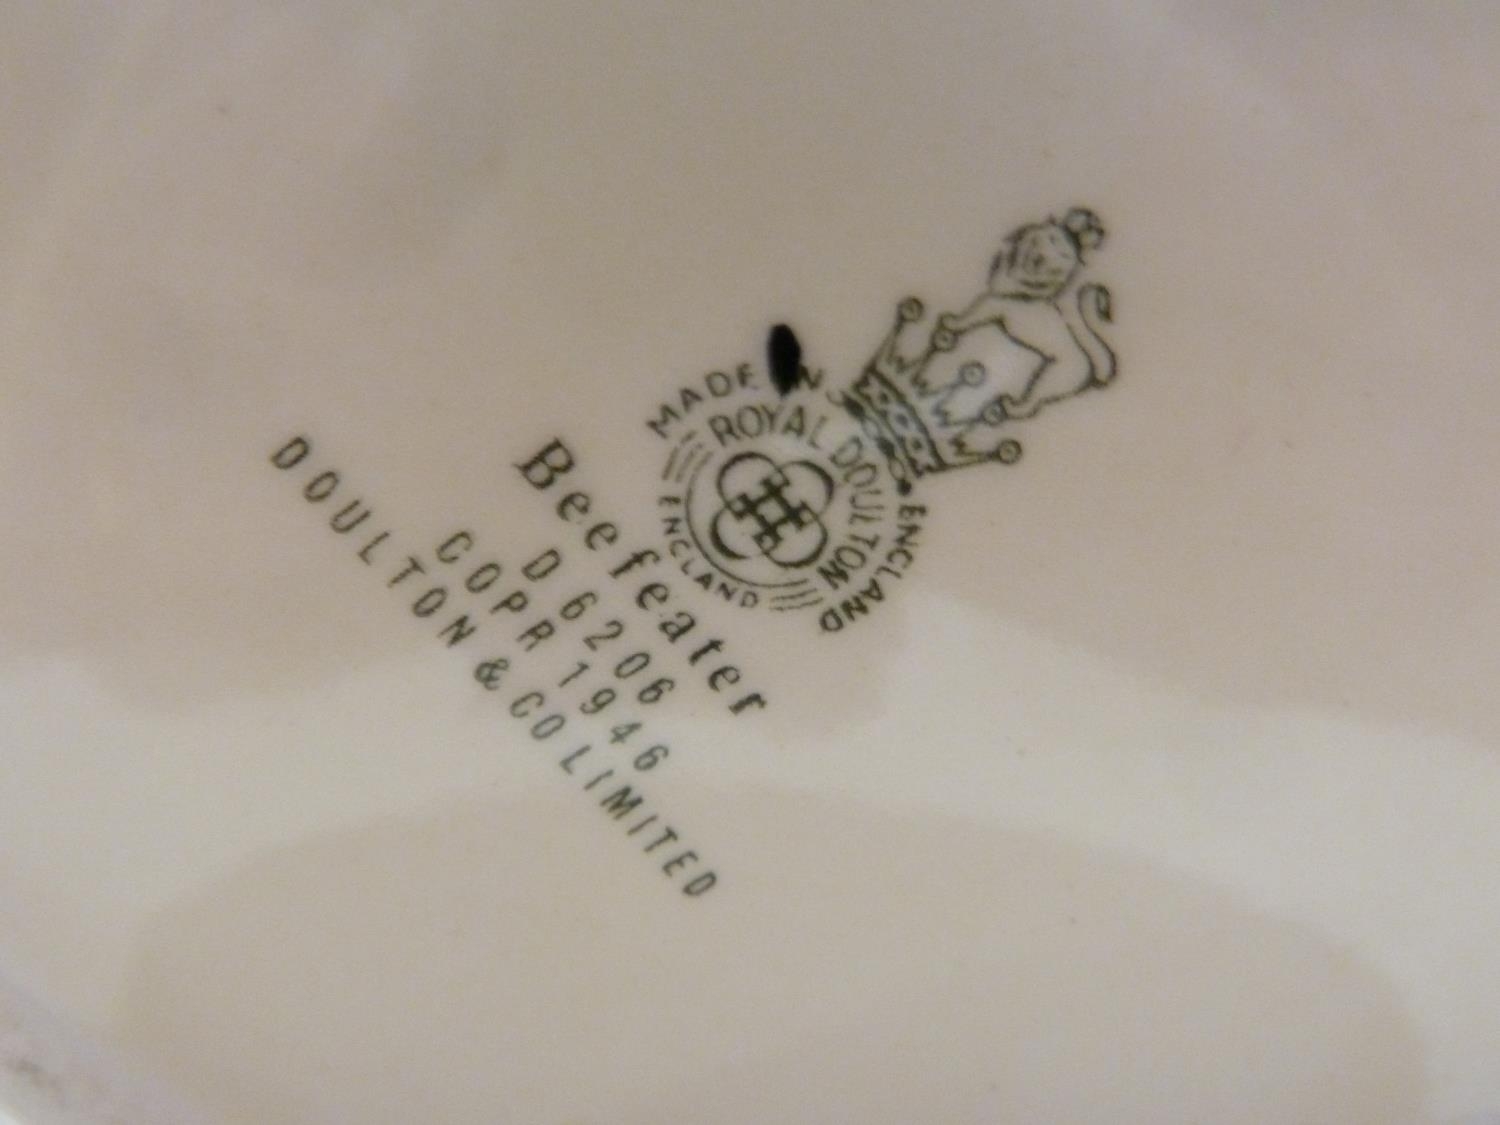 MADE IN ENGLAND
ROYAL DOULTON
ENGLAND
Beefeater
D 6206
COPR 1946
DOULTON & CO LIMITED